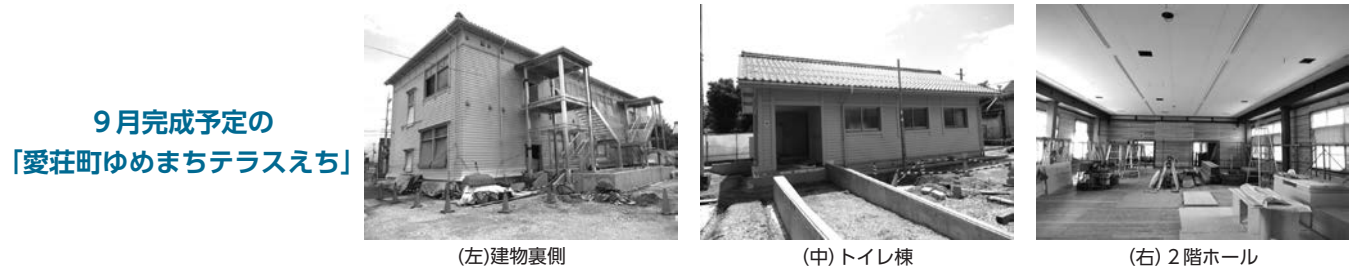 ９月完成予定の
「愛荘町ゆめまちテラスえち」
(左)建物裏側
(中)トイレ棟
(右)２階ホール